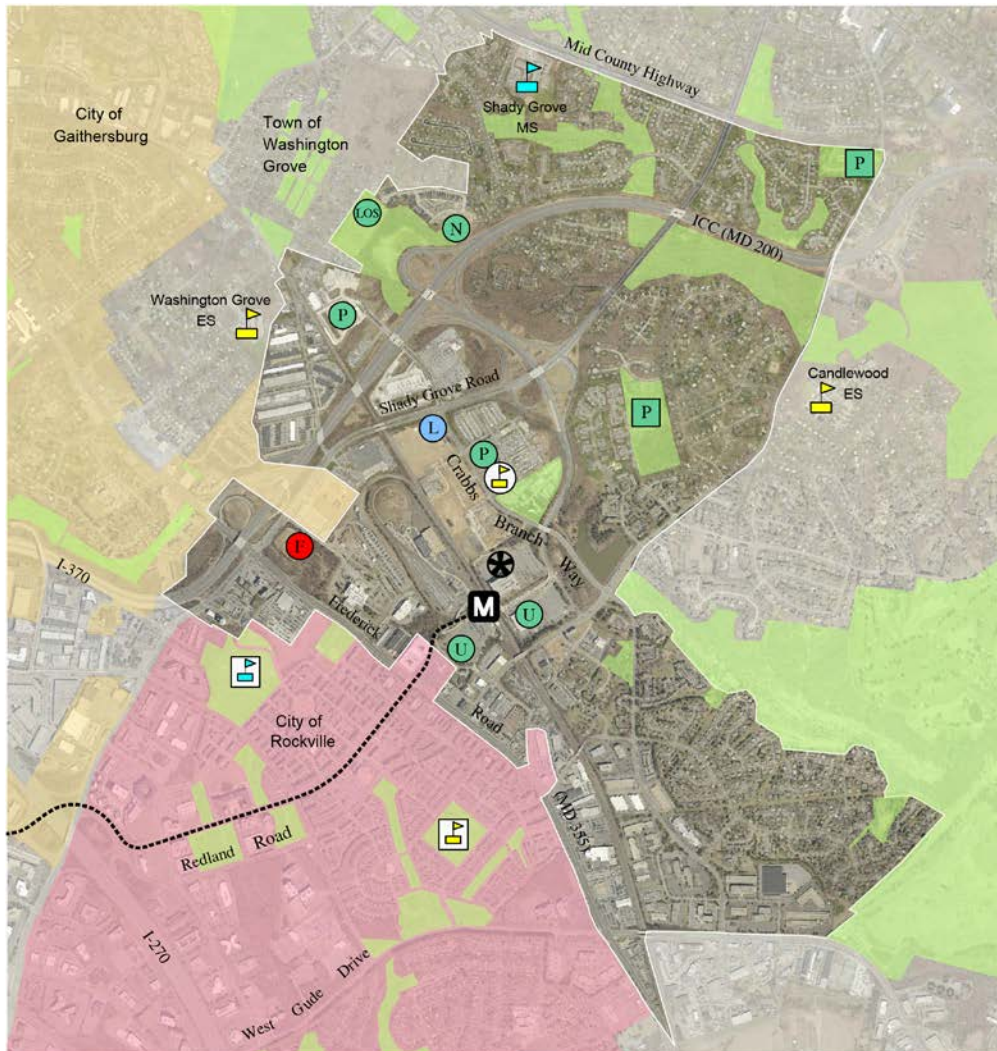 Mid County Highway
City of
Gaithersburg
Town of
Washington
Grove
Shady Grove
MS
P
LOS
N
ICC (MD 200)
Washington Grove
ES
P
Candlewood
ES
Shady Grove Road
L
P
P
Crabbs
Branch
Way
I-370
F
Frederick
M
U
U
City of
Rockville
Road
(MD 355)
Redland
Road
I-270
West Gude Drive